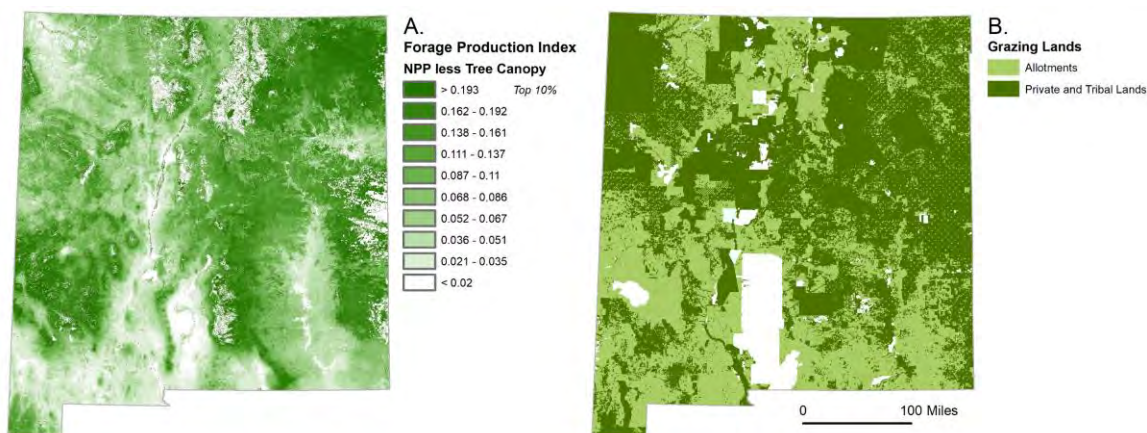 A.
Forage Production Index
NPP less Tree Canopy
> 0.193 Top 10%
0.162 - 0.192
0.138 - 0.161
0.111 - 0.137
0.087 - 0.11
0.068 - 0.086
0.052 - 0.067
0.036 - 0.051
0.021 - 0.035
< 0.02
B.
Grazing Lands
Allotments
Private and Tribal Lands
0 100 Miles